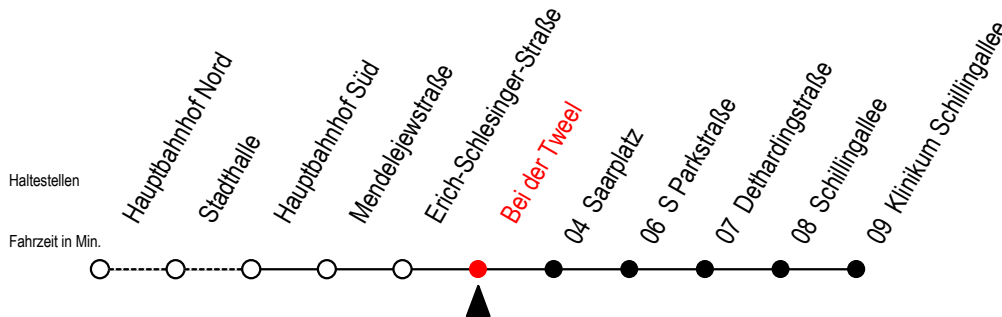 Haltestellen
Fahrzeit in Min.
Hauptbahnhof Nord
Stadthalle
Hauptbahnhof Süd
Mendelejewstraße
Erich-Schlesinger-Straße
Bei der Tweel
04 Saarplatz
06 S Parkstraße
07 Dethardingstraße
08 Schillingallee
09 Klinikum Schillingallee